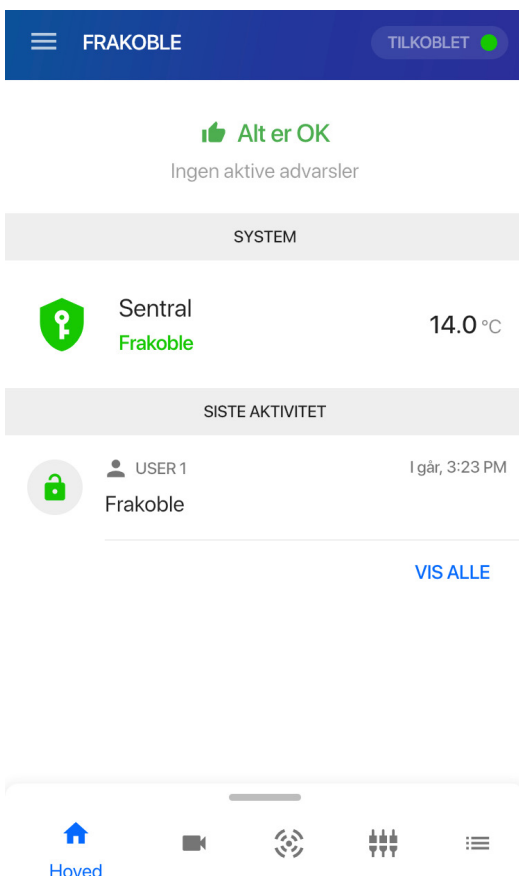 FRAKOBLE
TILKOBLET
Alt er OK
Ingen aktive advarsler
SYSTEM
Sentral
Frakoble
14.0 °C
SISTE AKTIVITET
USER 1
I går, 3:23 PM
Frakoble
VIS ALLE
Hoved